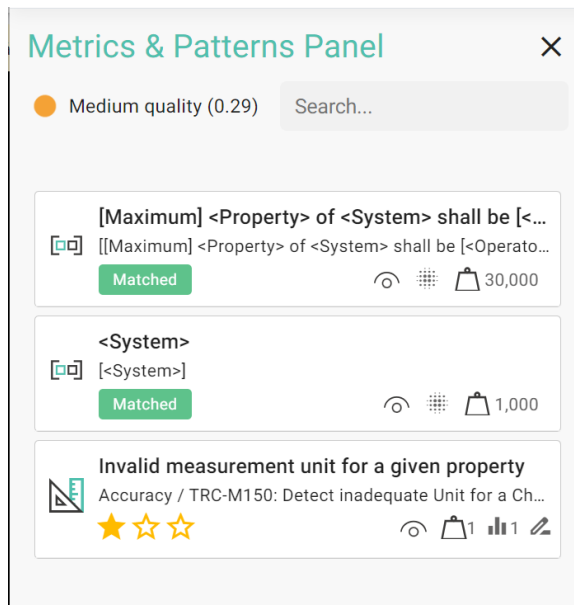 Metrics & Patterns Panel
Medium quality (0.29)
Search...
[Maximum] <Property> of <System> shall be [<...
[[Maximum] <Property> of <System> shall be [<Operato...
Matched
30,000
<System>
[<System>]
Matched
1,000
Invalid measurement unit for a given property
Accuracy / TRC-M150: Detect inadequate Unit for a Ch...
1 1